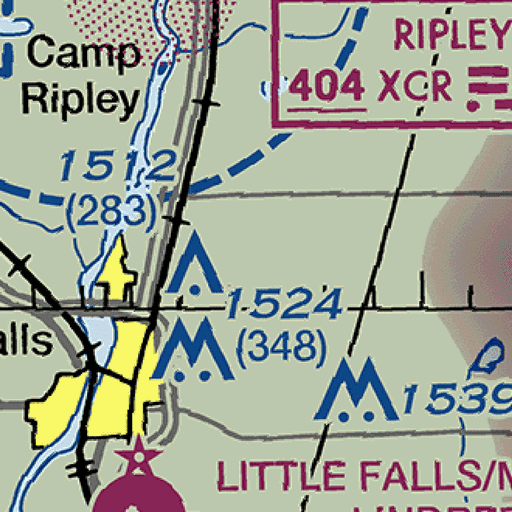 Camp
Ripley
RIPLEY
404 XCR
1512
(283)
1524
(348)
alls
1539
LITTLE FALLS/M